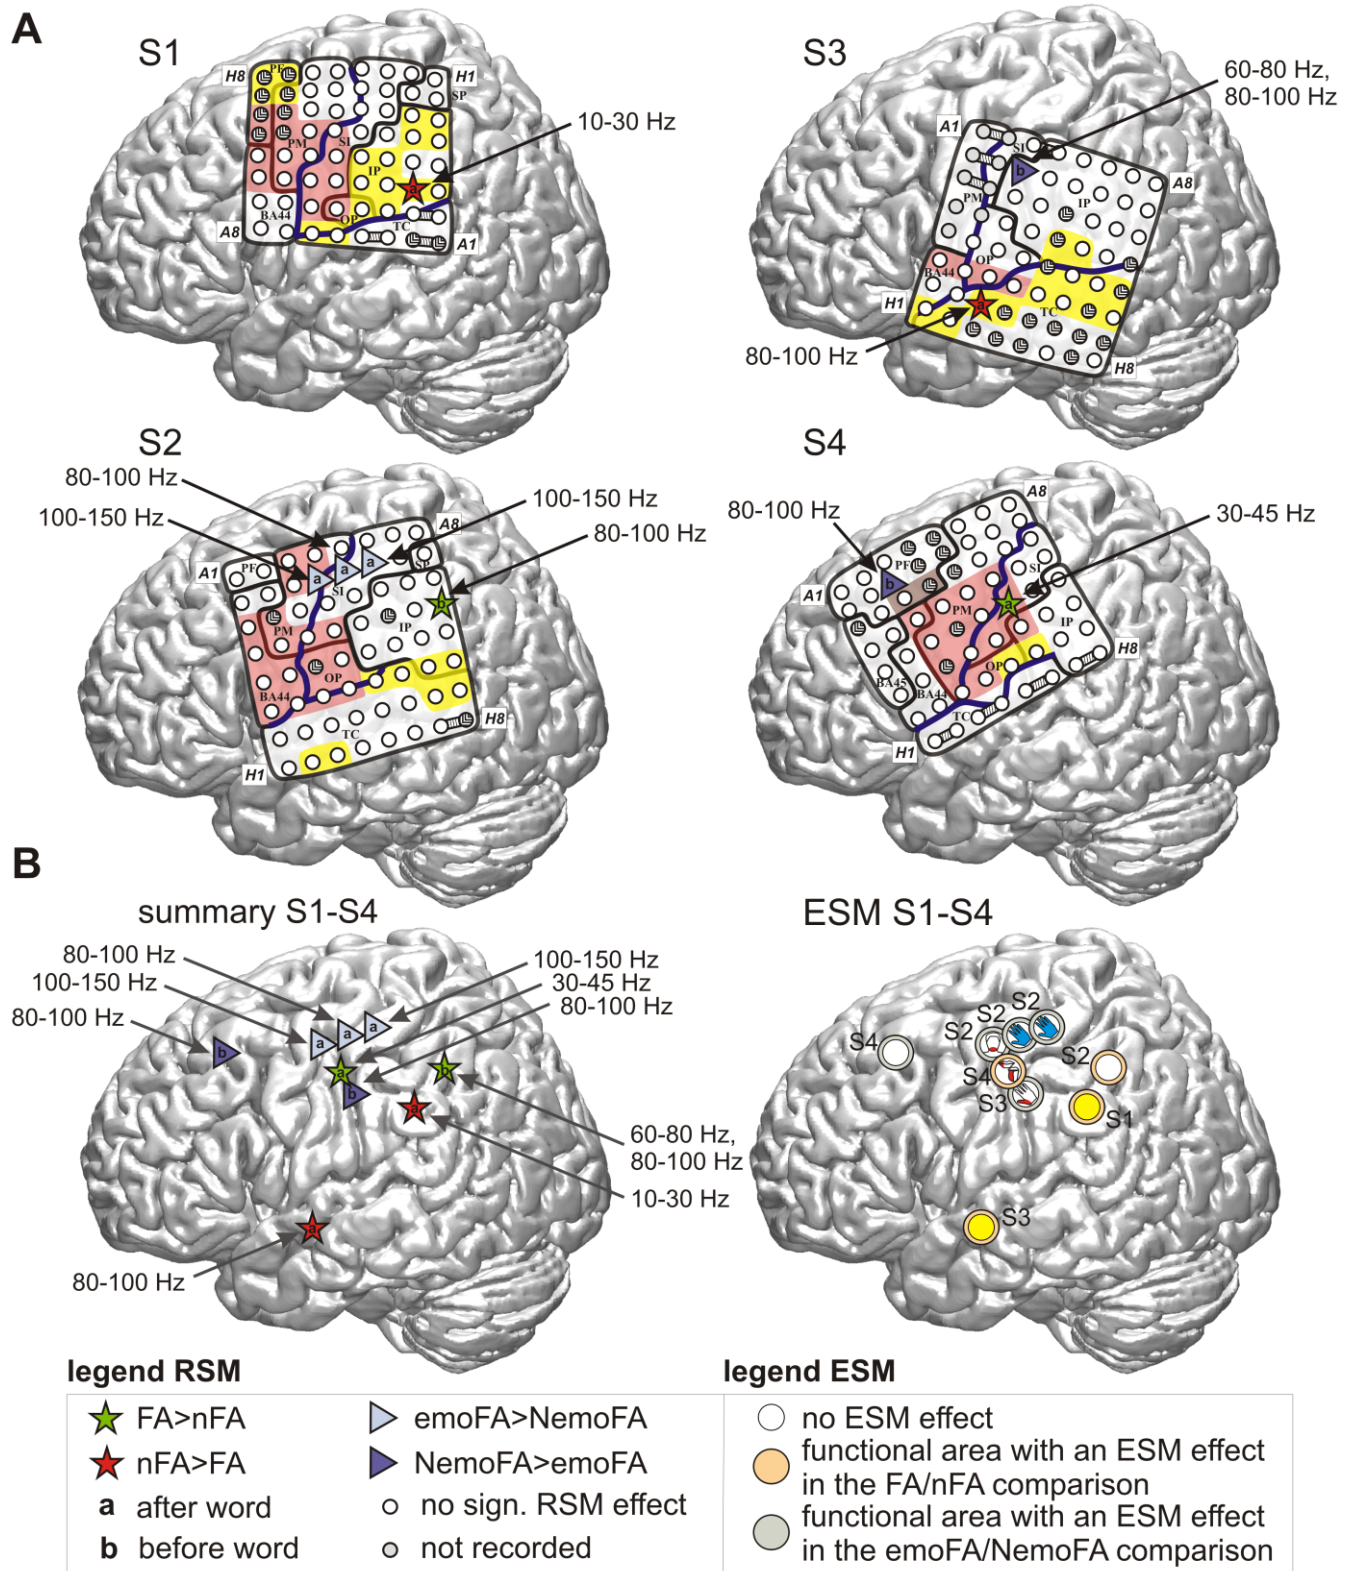 A
S1
H8
PF
H1
SP
10-30 Hz
PM
SI
IP
BA44
OP
TC
A8
A1
S3
60-80 Hz,
80-100 Hz
A1
SI
b
A8
PM
IP
OP
BA44
H1
a
TC
80-100 Hz
H8
S2
80-100 Hz
100-150 Hz
100-150 Hz
80-100 Hz
A8
A1
PF
a
a
a
SP
SI
b
PM
IP
OP
BA44
TC
H8
H1
S4
80-100 Hz
30-45 Hz
A8
PF
b
A1
SI
PM
a
IP
OP
H8
BA45
BA44
TC
H1
B
summary S1-S4
80-100 Hz
100-150 Hz
80-100 Hz
100-150 Hz
30-45 Hz
80-100 Hz
a
a
a
b
a
b
b
a
60-80 Hz,
80-100 Hz
10-30 Hz
a
80-100 Hz
ESM S1-S4
S2
S2
S2
S4
S2
S4
S3
S1
S3
legend RSM
FA>nFA
nFA>FA
a after word
b before word
emoFA>NemoFA
NemoFA>emoFA
no sign. RSM effect
not recorded
legend ESM
no ESM effect
functional area with an ESM effect
in the FA/nFA comparison
functional area with an ESM effect
in the emoFA/NemoFA comparison